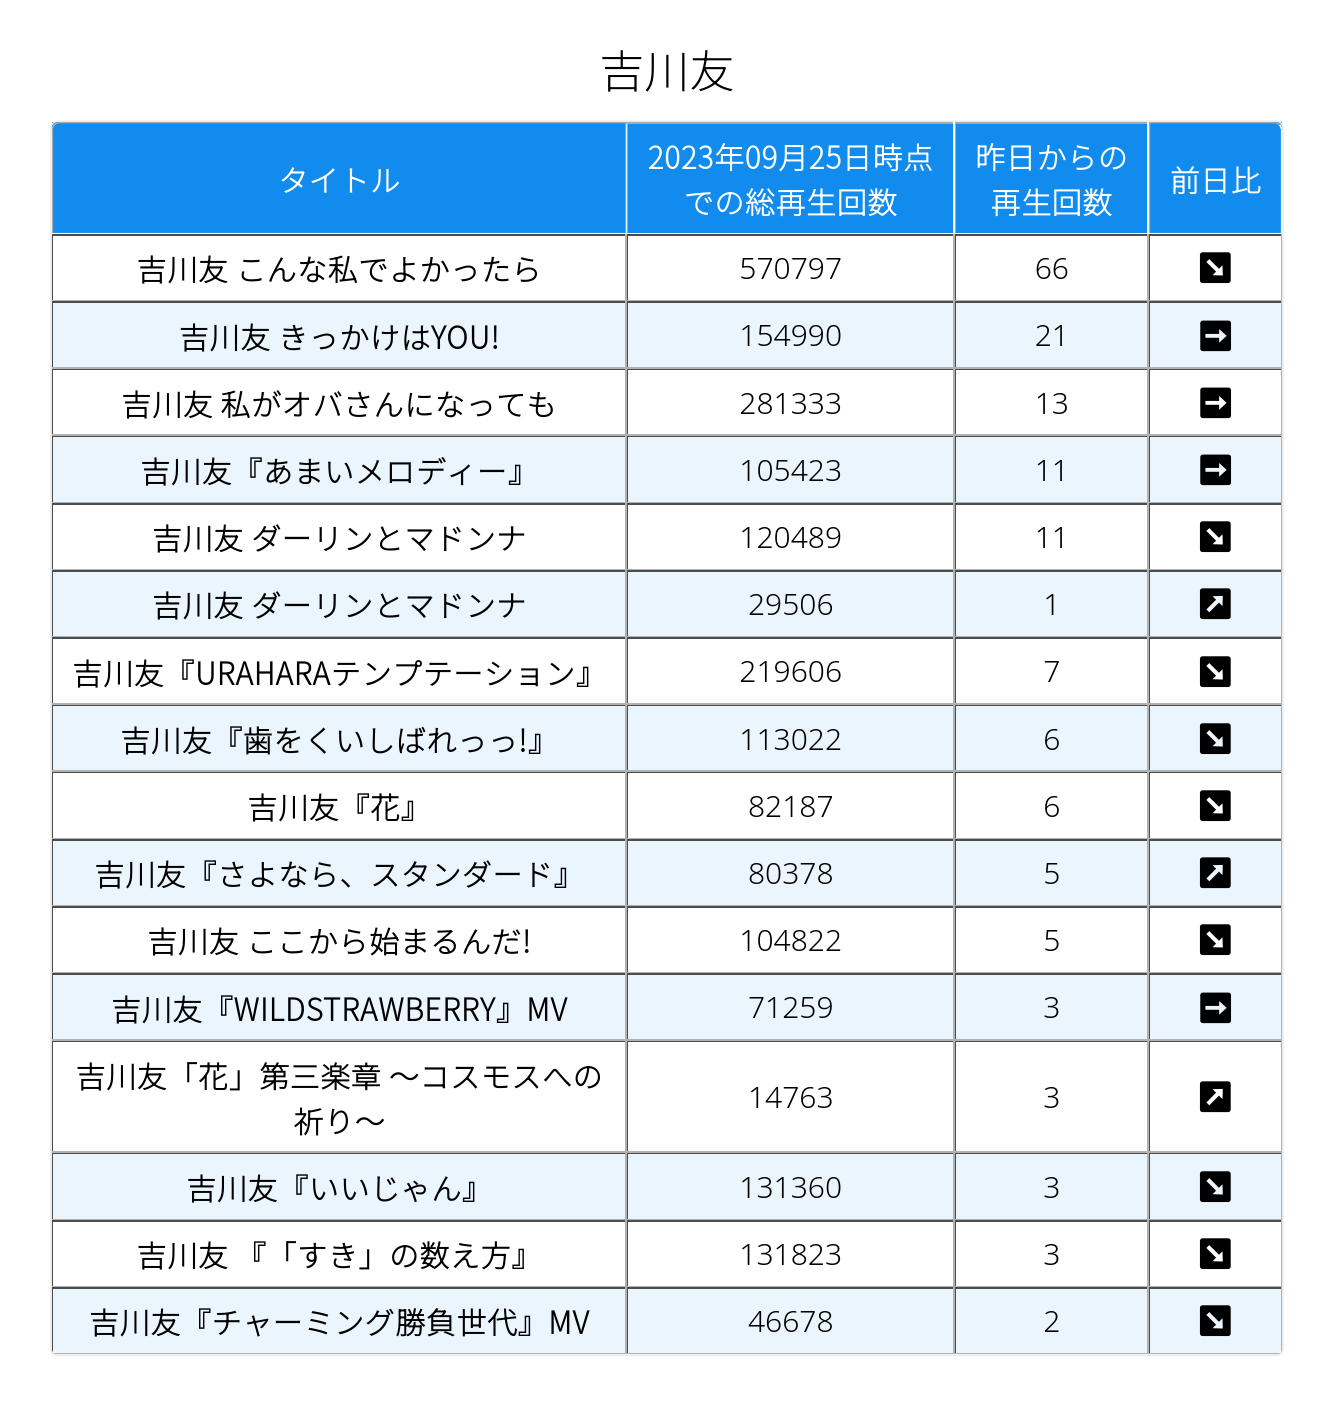 吉川友
タイトル 2023年09月25日時点での総再生回数 昨日からの再生回数 前日比
吉川友 こんな私でよかったら 570797 66 ↘
吉川友 きっかけはYOU! 154990 21 →
吉川友 私がオバさんになっても 281333 13 →
吉川友『あまいメロディー』 105423 11 →
吉川友 ダーリンとマドンナ 120489 11 ↘
吉川友 ダーリンとマドンナ 29506 1 ↗
吉川友『URAHARAテンプテーション』 219606 7 ↘
吉川友『歯をくいしばれっっ!』 113022 6 ↘
吉川友『花』 82187 6 ↘
吉川友『さよなら、スタンダード』 80378 5 ↗
吉川友 ここから始まるんだ! 104822 5 ↘
吉川友『WILDSTRAWBERRY』MV 71259 3 →
吉川友「花」第三楽章 〜コスモスへの祈り〜 14763 3 ↗
吉川友『いいじゃん』 131360 3 ↘
吉川友 『「すき」の数え方』 131823 3 ↘
吉川友『チャーミング勝負世代』MV 46678 2 ↘